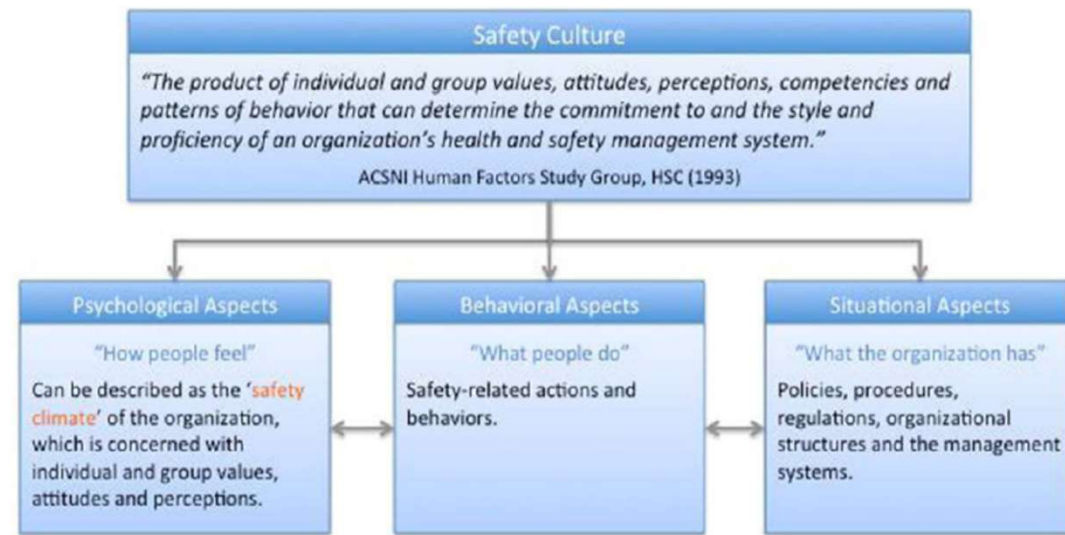 Safety Culture
“The product of individual and group values, attitudes, perceptions, competencies and
patterns of behavior that can determine the commitment to and the style and
proficiency of an organization’s health and safety management system.”
ACSNI Human Factors Study Group, HSC (1993)
Psychological Aspects
“How people feel”
Can be described as the ‘safety
climate’ of the organization,
which is concerned with
individual and group values,
attitudes and perceptions.
Behavioral Aspects
“What people do”
Safety-related actions and
behaviors.
Situational Aspects
“What the organization has”
Policies, procedures,
regulations, organizational
structures and the management
systems.